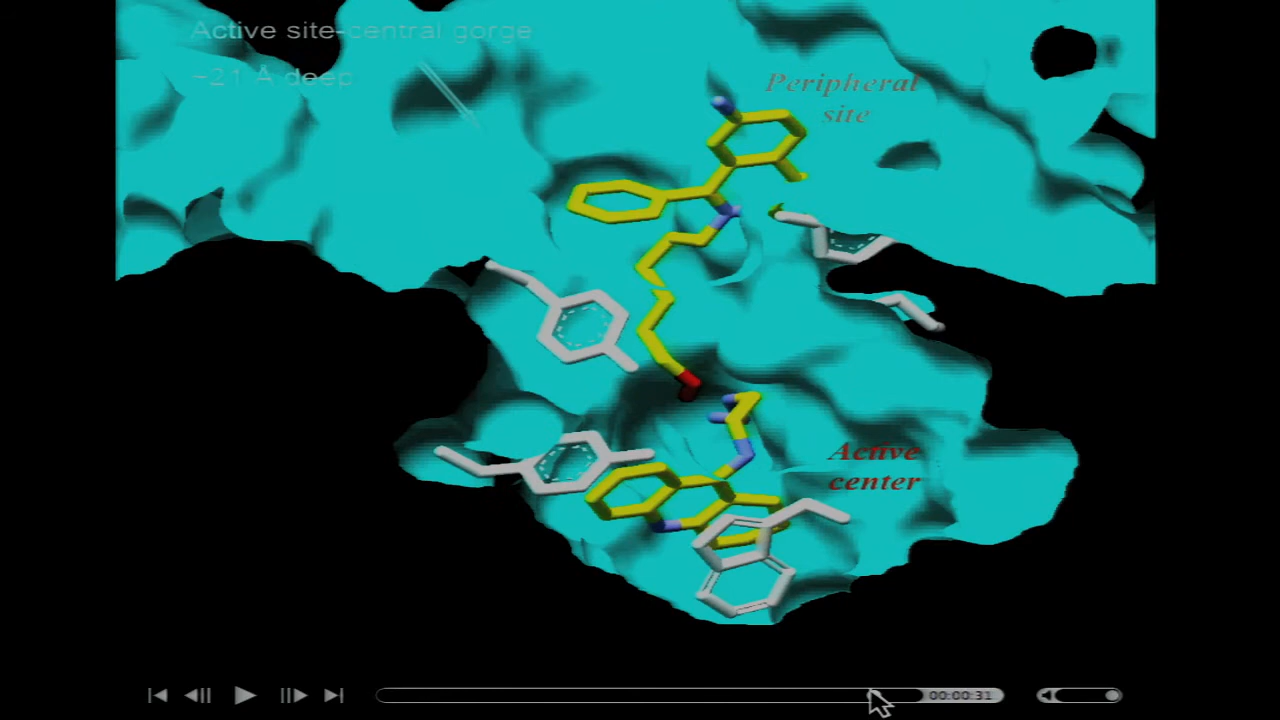 Active site-central gorge
~21 Å deep
Peripheral
site
Active
center
00:00:31